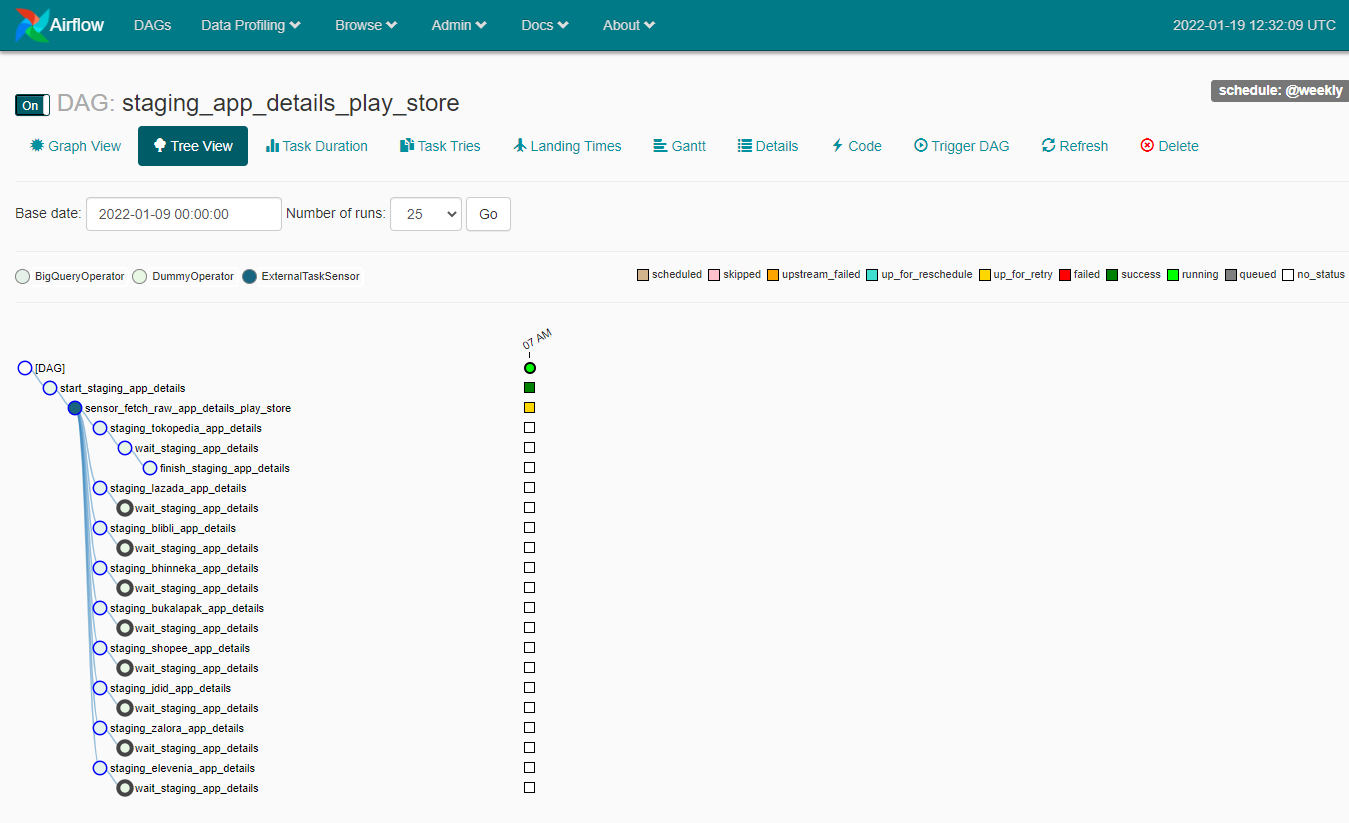 Airflow DAGs Data Profiling Browse Admin Docs About 2022-01-19 12:32:09 UTC
schedule: @weekly
On DAG: staging_app_details_play_store
Graph View Tree View Task Duration Task Tries Landing Times Gantt Details Code Trigger DAG Refresh Delete
Base date: 2022-01-09 00:00:00 Number of runs: 25 Go
BigQueryOperator DummyOperator ExternalTaskSensor scheduled skipped upstream_failed up_for_reschedule up_for_retry failed success running queued no_status
07 AM
[DAG]
start_staging_app_details
sensor_fetch_raw_app_details_play_store
staging_tokopedia_app_details
wait_staging_app_details
finish_staging_app_details
staging_lazada_app_details
wait_staging_app_details
staging_blibli_app_details
wait_staging_app_details
staging_bhinneka_app_details
wait_staging_app_details
staging_bukalapak_app_details
wait_staging_app_details
staging_shopee_app_details
wait_staging_app_details
staging_jdid_app_details
wait_staging_app_details
staging_zalora_app_details
wait_staging_app_details
staging_elevenia_app_details
wait_staging_app_details